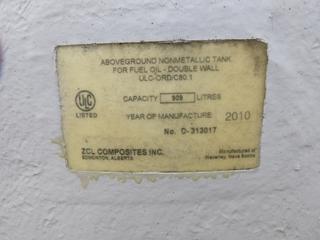 ABOVEGROUND NONMETALLIC TANK
FOR FUEL OIL - DOUBLE WALL
ULC-ORD/C80.1
ULC
LISTED
CAPACITY 909 LITRES
YEAR OF MANUFACTURE 2010
No. D-313017
ZCL COMPOSITES INC.
EDMONTON, ALBERTA
Manufactured at
Waverley, Nova Scotia